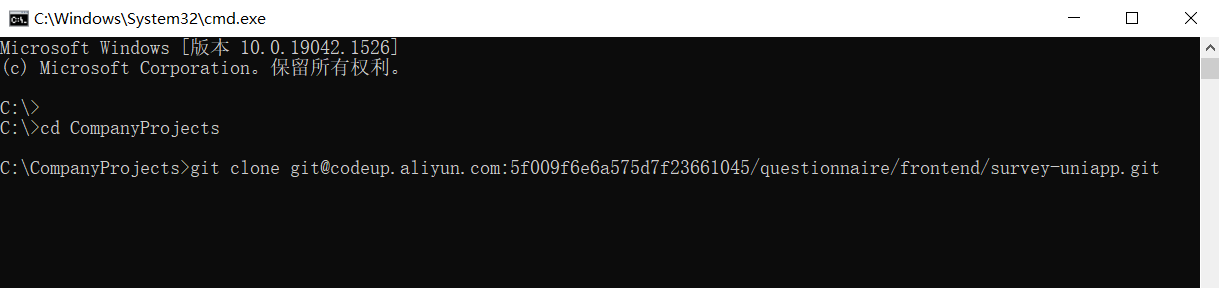 C:\Windows\System32\cmd.exe
Microsoft Windows [版本 10.0.19042.1526]
(c) Microsoft Corporation。保留所有权利。
C:\>
C:\>cd CompanyProjects
C:\CompanyProjects>git clone git@codeup.aliyun.com:5f009f6e6a575d7f23661045/questionnaire/frontend/survey-uniapp.git